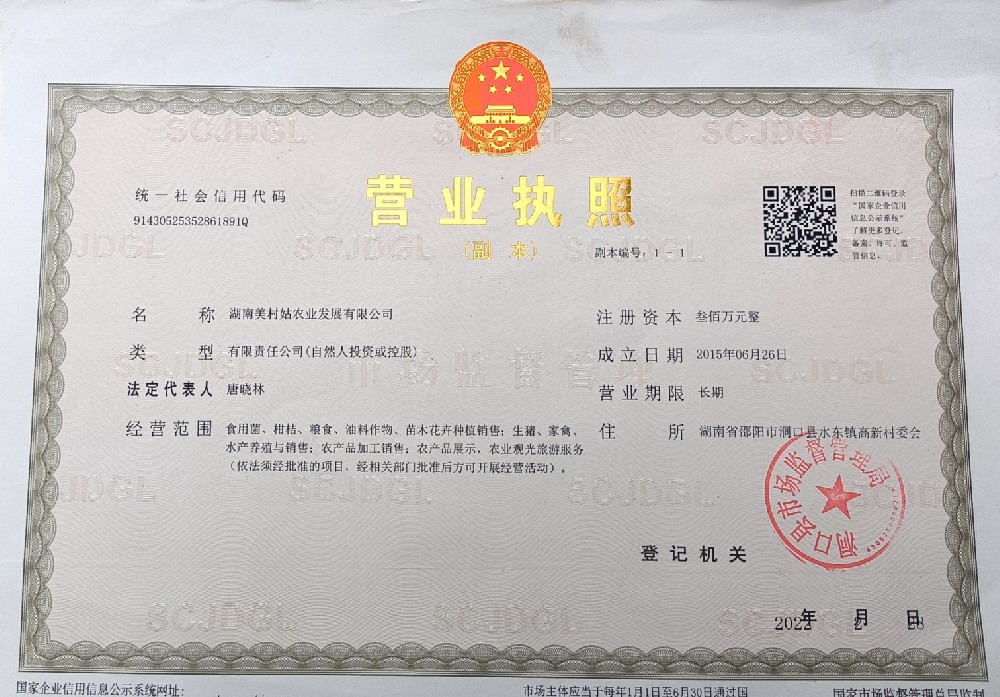 营业执照
（副 本）
副本编号：1－1
统一社会信用代码
91430525352861891Q
扫描二维码登录
“国家企业信用
信息公示系统”
了解更多登记、
备案、许可、监
管信息。
名 称 湖南美村姑农业发展有限公司
类 型 有限责任公司(自然人投资或控股)
法定代表人 唐晓林
经营范围 食用菌、柑桔、粮食、油料作物、苗木花卉种植销售；生猪、家禽、
水产养殖与销售；农产品加工销售；农产品展示，农业观光旅游服务
（依法须经批准的项目，经相关部门批准后方可开展经营活动）。
注册资本 叁佰万元整
成立日期 2015年06月26日
营业期限 长期
住 所 湖南省邵阳市洞口县水东镇高新村委会
洞口县市场监督管理局
登记机关
2022年 2月 28日
SCJDGL
市场监督管理
国家企业信用信息公示系统网址：
市场主体应当于每年1月1日至6月30日通过国
国家市场监督管理总局监制